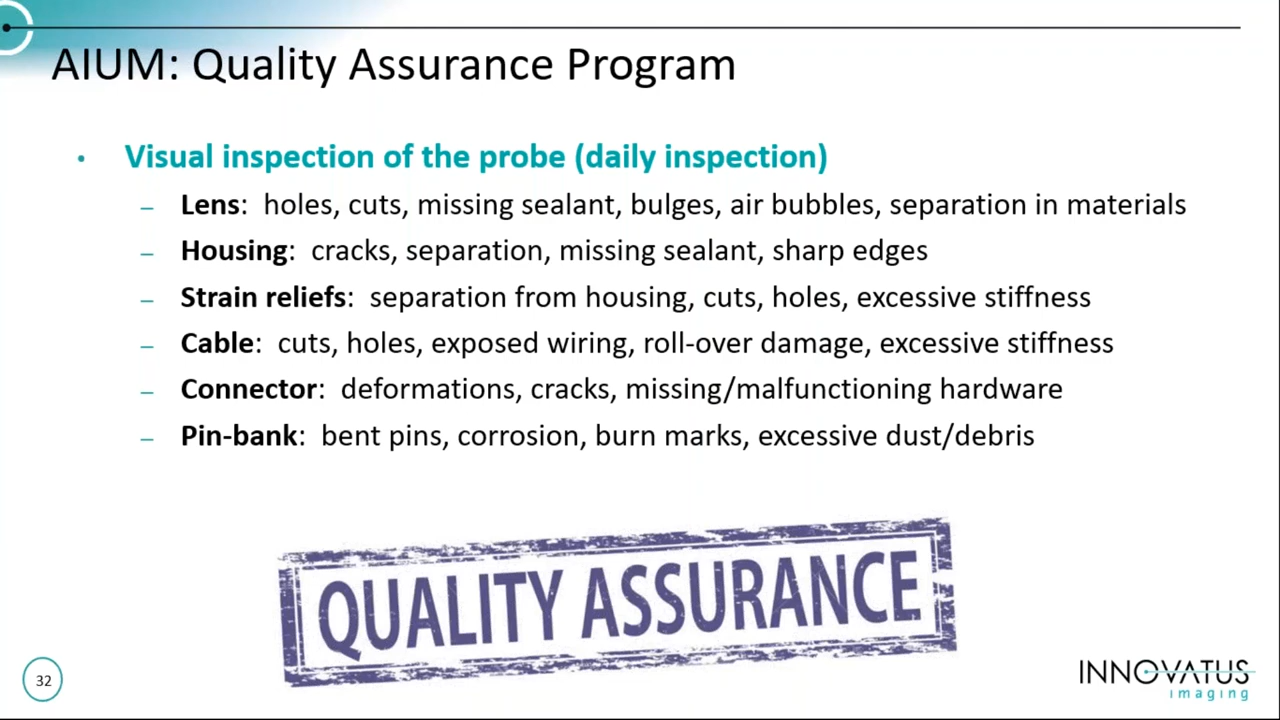 AIUM: Quality Assurance Program
• Visual inspection of the probe (daily inspection)
– Lens: holes, cuts, missing sealant, bulges, air bubbles, separation in materials
– Housing: cracks, separation, missing sealant, sharp edges
– Strain reliefs: separation from housing, cuts, holes, excessive stiffness
– Cable: cuts, holes, exposed wiring, roll-over damage, excessive stiffness
– Connector: deformations, cracks, missing/malfunctioning hardware
– Pin-bank: bent pins, corrosion, burn marks, excessive dust/debris
QUALITY ASSURANCE
32
INNOVATUS
imaging